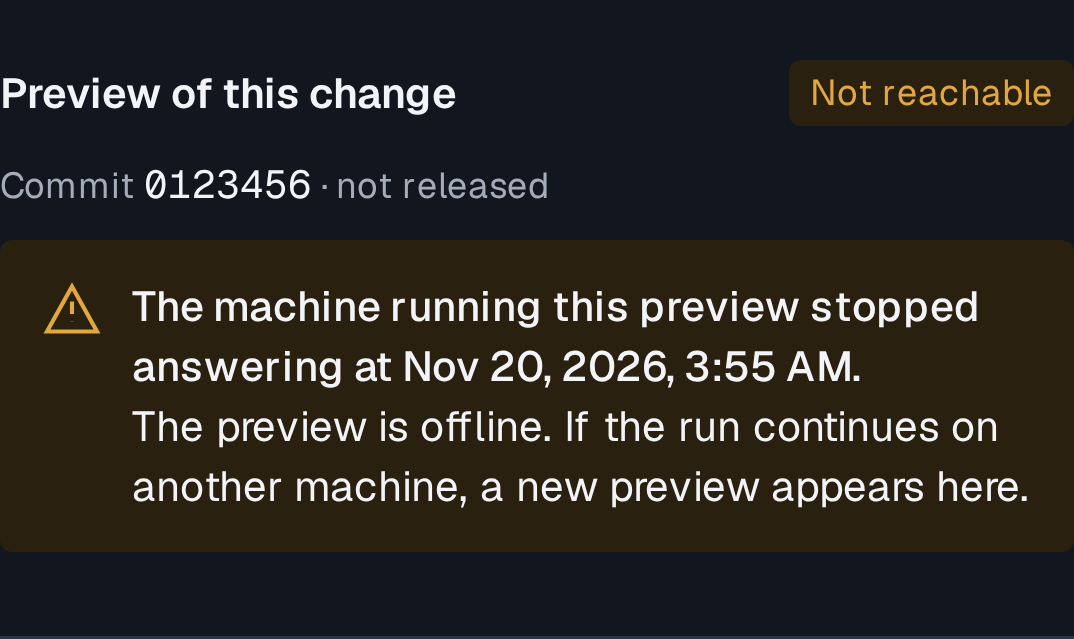 Preview of this change
Not reachable
Commit 0123456 · not released
The machine running this preview stopped
answering at Nov 20, 2026, 3:55 AM.
The preview is offline. If the run continues on
another machine, a new preview appears here.